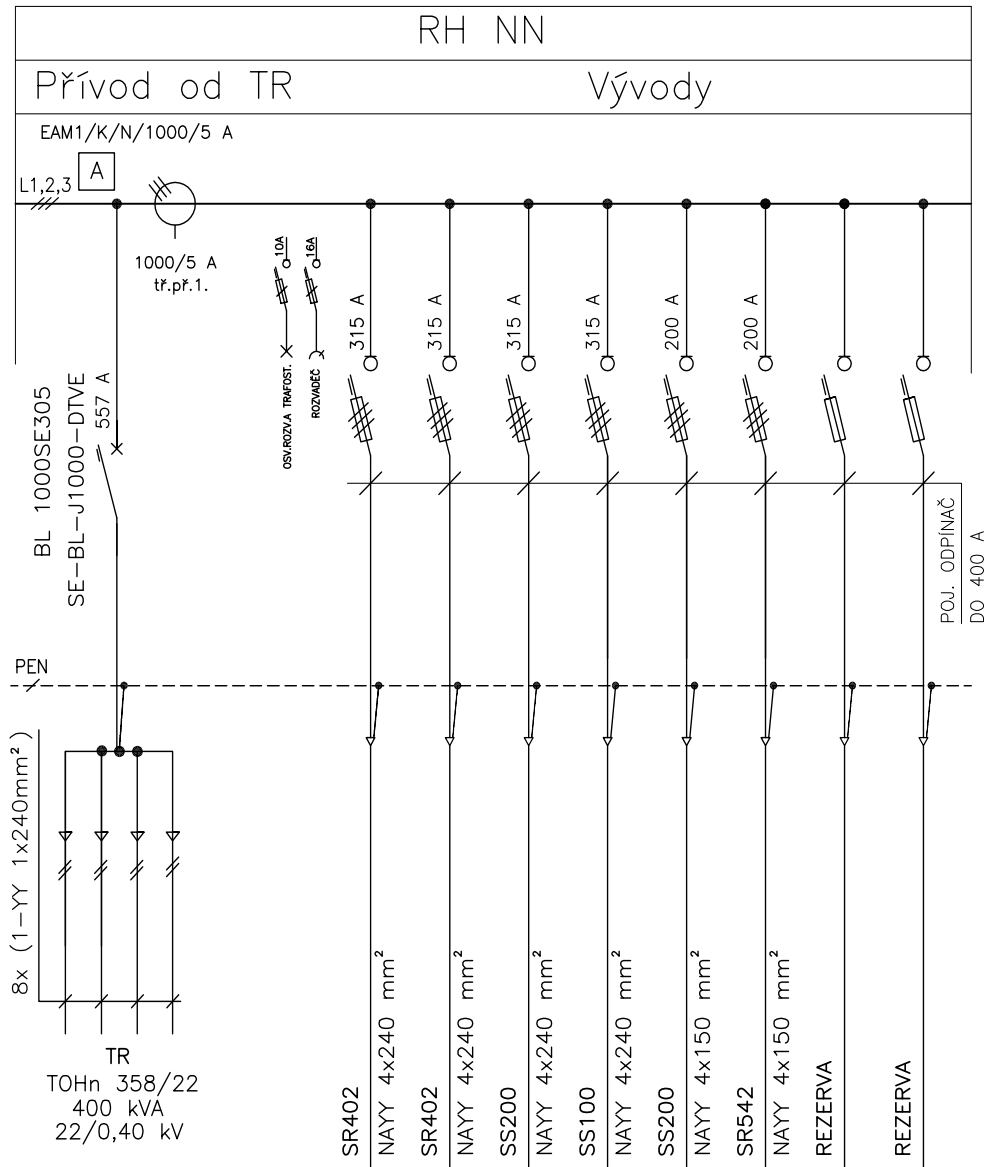 RH NN
Přívod od TR
Vývody
EAM1/K/N/1000/5 A
A
L1,2,3
1000/5 A
tř.př.1.
10A
16A
OSV.ROZV.A TRAFOST.
ROZVADĚČ
315 A
315 A
315 A
315 A
200 A
200 A
BL 1000SE305
SE-BL-J1000-DTVE
557 A
POJ. ODPÍNAČ
DO 400 A
PEN
8x (1-YY 1x240mm²)
TR
TOHn 358/22
400 kVA
22/0,40 kV
SR402
NAYY 4x240 mm²
SR402
NAYY 4x240 mm²
SS200
NAYY 4x240 mm²
SS100
NAYY 4x240 mm²
SS200
NAYY 4x150 mm²
SR542
NAYY 4x150 mm²
REZERVA
REZERVA